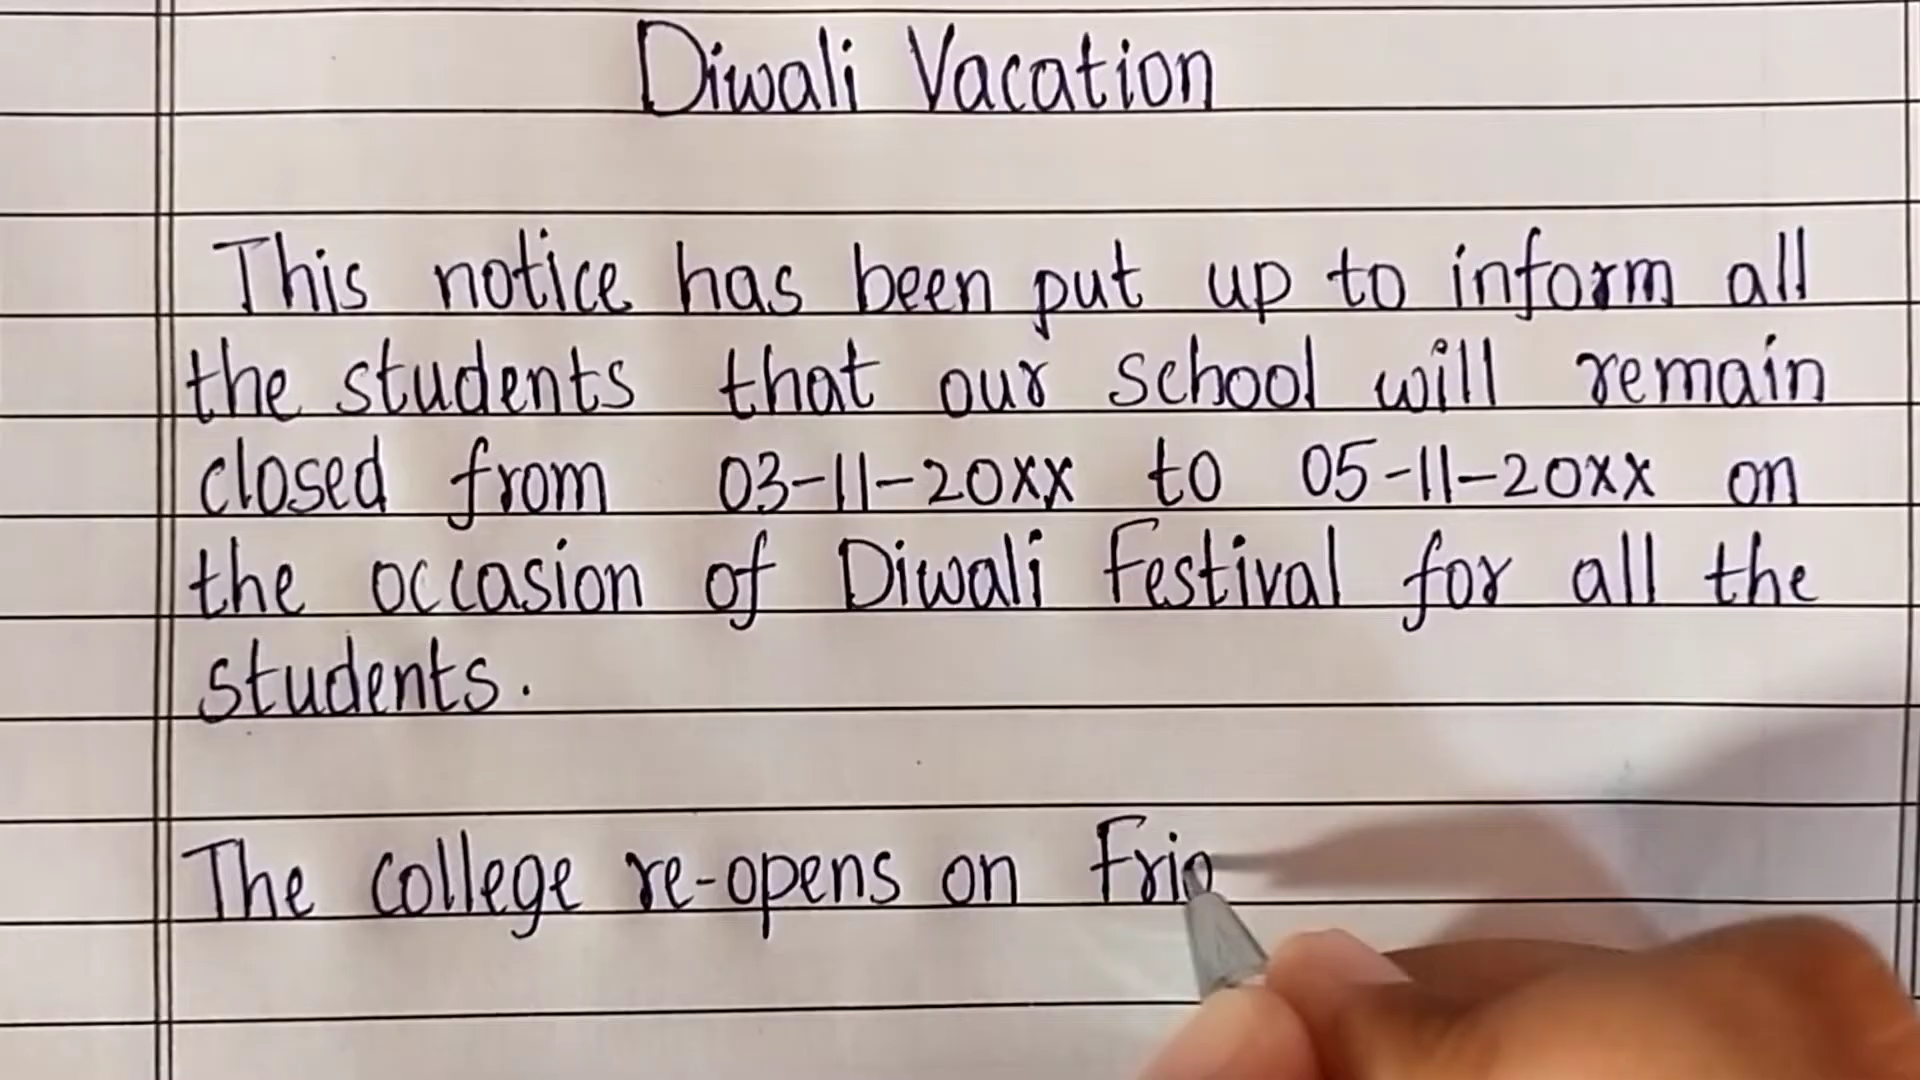 Diwali Vacation
This notice has been put up to inform all
the students that our school will remain
closed from 03-11-20xx to 05-11-20xx on
the occasion of Diwali Festival for all the
students.
The college re-opens on